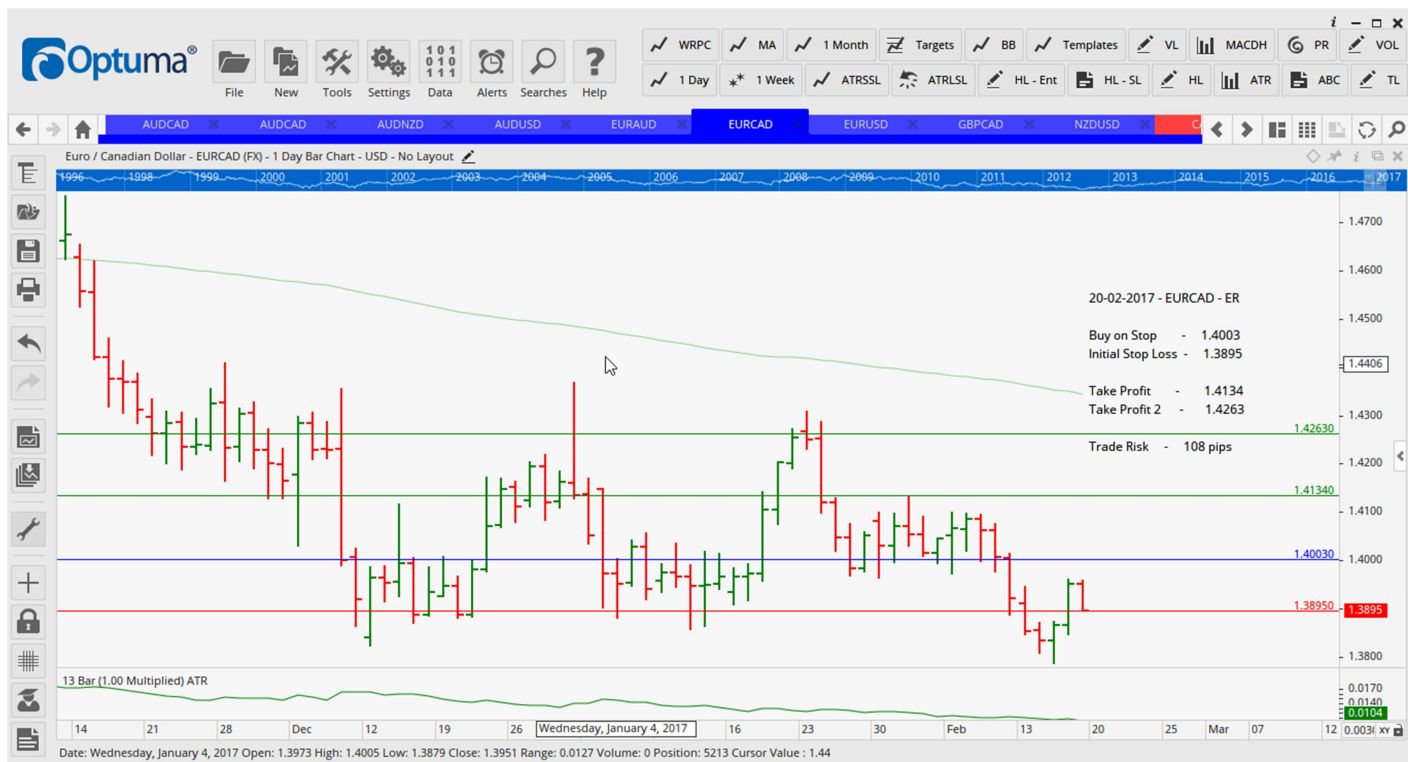 i
Optuma®
File New Tools Settings Data Alerts Searches Help
WRPC MA 1 Month Targets BB Templates VL MACDH PR VOL
1 Day 1 Week ATRSSL ATRLSL HL - Ent HL - SL HL ATR ABC TL
AUDCAD AUDCAD AUDNZD AUDUSD EURAUD EURCAD EURUSD GBPCAD NZDUSD
Euro / Canadian Dollar - EURCAD (FX) - 1 Day Bar Chart - USD - No Layout
1996 1998 1999 2000 2001 2002 2003 2004 2005 2006 2007 2008 2009 2010 2011 2012 2013 2014 2015 2016 2017
1.4700
1.4600
20-02-2017 - EURCAD - ER
1.4500
Buy on Stop - 1.4003
Initial Stop Loss - 1.3895
1.4406
Take Profit - 1.4134
Take Profit 2 - 1.4263
1.4300
1.42630
Trade Risk - 108 pips
1.4200
1.41340
1.4100
1.40030
1.4000
1.38950
1.3895
1.3800
13 Bar (1.00 Multiplied) ATR
0.0170
0.0140
0.0104
14 21 28 Dec 12 19 26 Wednesday, January 4, 2017 16 23 30 Feb 13 20 25 Mar 07 12 XY
Date: Wednesday, January 4, 2017 Open: 1.3973 High: 1.4005 Low: 1.3879 Close: 1.3951 Range: 0.0127 Volume: 0 Position: 5213 Cursor Value : 1.44